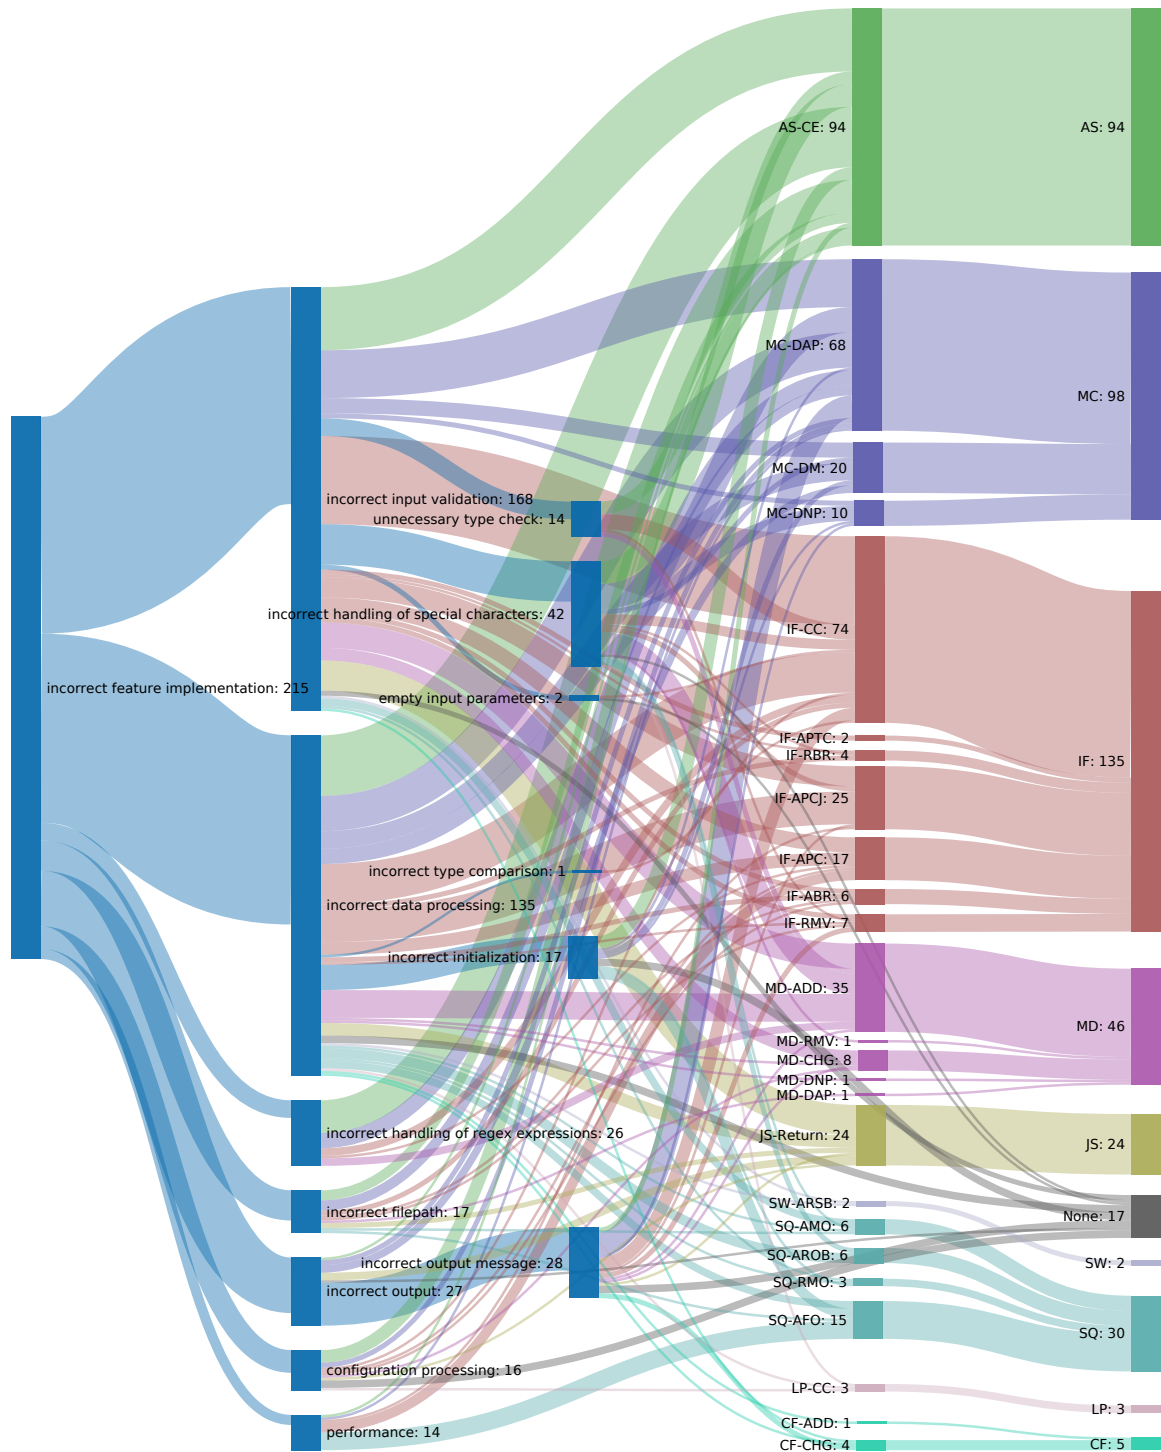 AS-CE: 94
AS: 94
MC-DAP: 68
MC: 98
MC-DM: 20
incorrect input validation: 168
MC-DNP: 10
unnecessary type check: 14
incorrect handling of special characters: 42
IF-CC: 74
incorrect feature implementation: 215
empty input parameters: 2
IF-APTC: 2
IF-RBR: 4
IF: 135
IF-APCJ: 25
IF-APC: 17
incorrect type comparison: 1
IF-ABR: 6
incorrect data processing: 135
IF-RMV: 7
incorrect initialization: 17
MD-ADD: 35
MD: 46
MD-RMV: 1
MD-CHG: 8
MD-DNP: 1
MD-DAP: 1
incorrect handling of regex expressions: 26
JS-Return: 24
JS: 24
SW-ARSB: 2
incorrect filepath: 17
None: 17
SQ-AMO: 6
SQ-AROB: 6
incorrect output message: 28
SW: 2
SQ-RMO: 3
incorrect output: 27
SQ-AFO: 15
SQ: 30
configuration processing: 16
LP-CC: 3
LP: 3
CF-ADD: 1
performance: 14
CF-CHG: 4
CF: 5